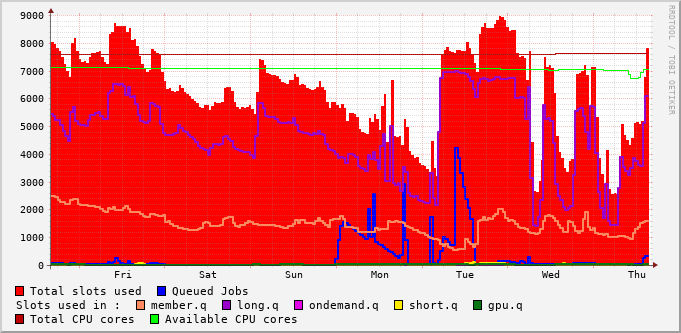 9000
8000
7000
6000
5000
4000
3000
2000
1000
0
Fri Sat Sun Mon Tue Wed Thu
RRDTOOL / TOBI OETIKER
Total slots used Queued Jobs
Slots used in : member.q long.q ondemand.q short.q gpu.q
Total CPU cores Available CPU cores